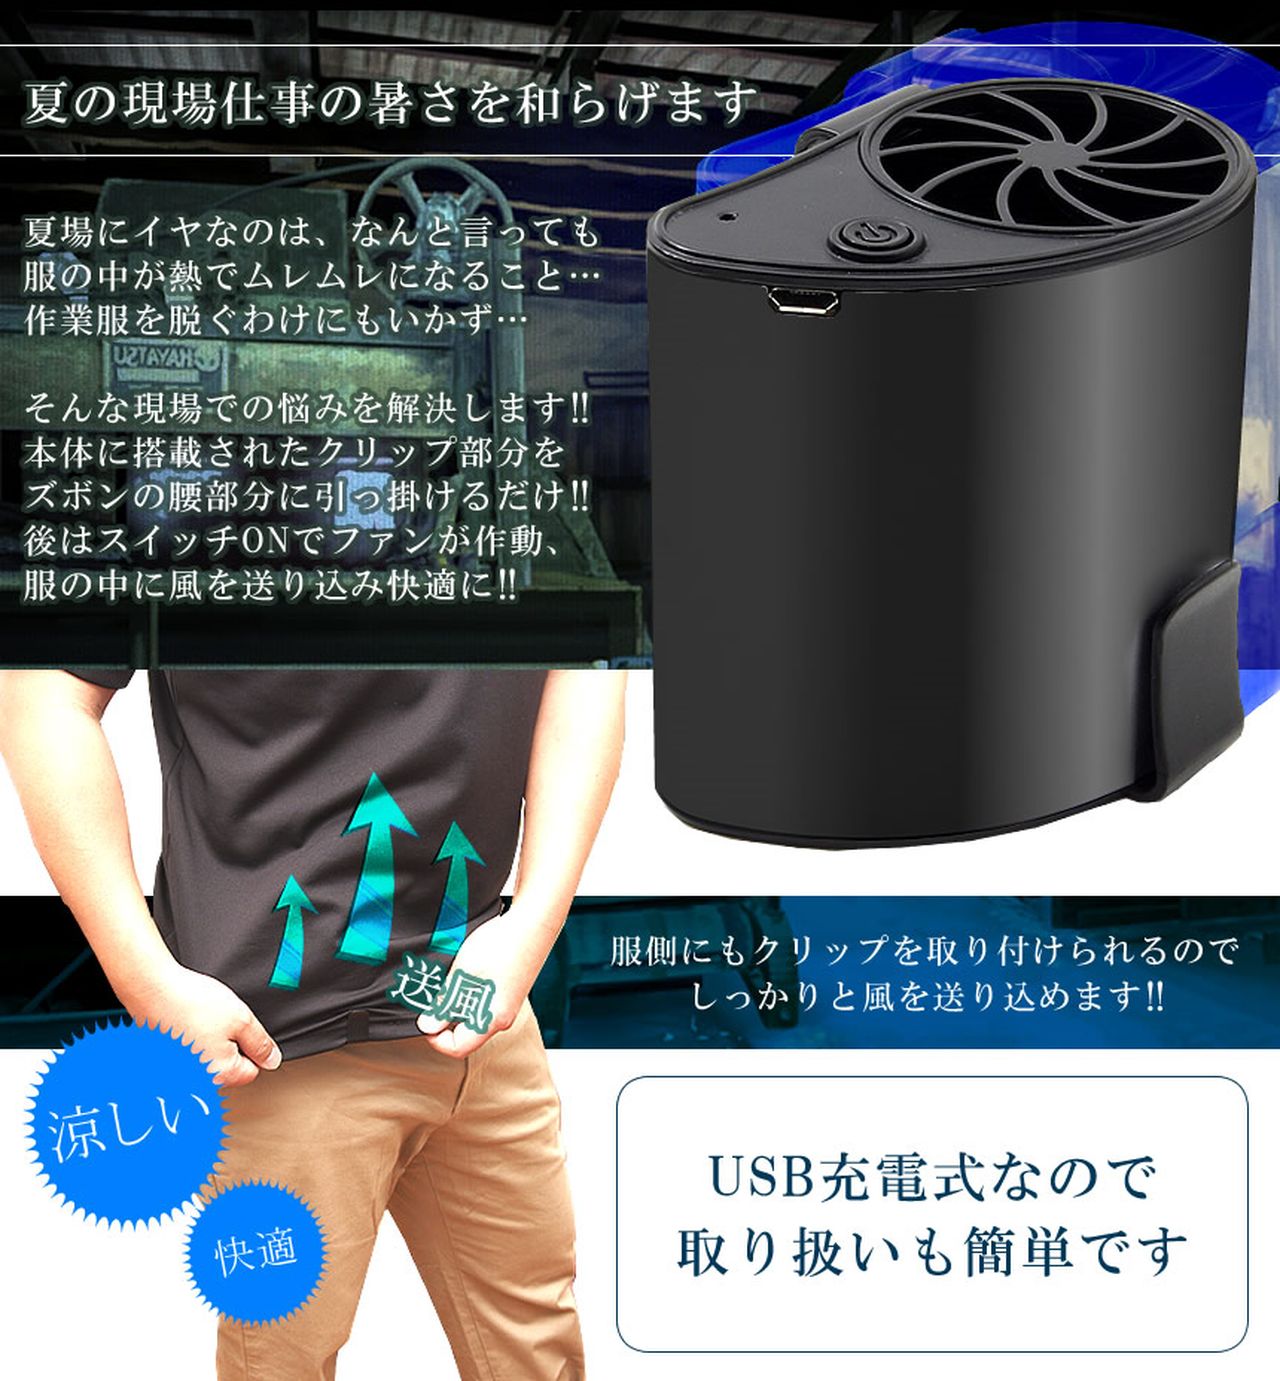 夏の現場仕事の暑さを和らげます
夏場にイヤなのは、なんと言っても
服の中が熱でムレムレになること…
作業服を脱ぐわけにもいかず…
そんな現場での悩みを解決します!!
本体に搭載されたクリップ部分を
ズボンの腰部分に引っ掛けるだけ!!
後はスイッチONでファンが作動、
服の中に風を送り込み快適に!!
HAYATSU
送風
服側にもクリップを取り付けられるので
しっかりと風を送り込めます!!
涼しい
快適
USB充電式なので
取り扱いも簡単です